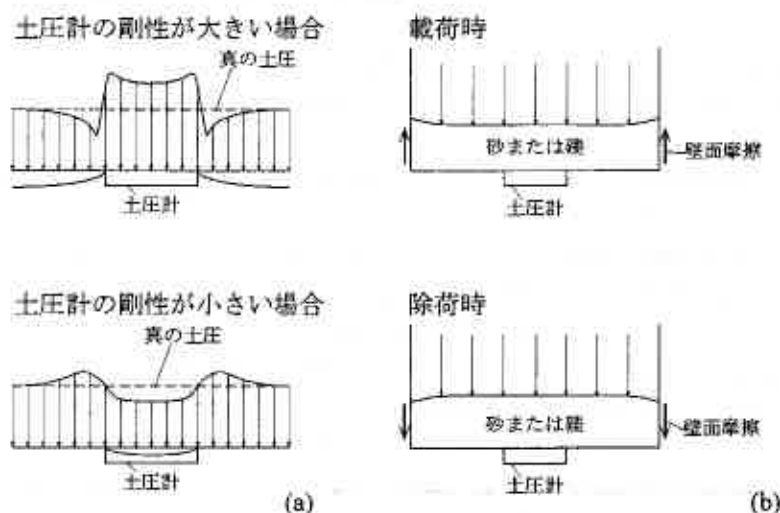 土圧計の剛性が大きい場合
真の土圧
土圧計
載荷時
砂または礫
壁面摩擦
土圧計
土圧計の剛性が小さい場合
真の土圧
土圧計
(a)
除荷時
砂または礫
壁面摩擦
土圧計
(b)